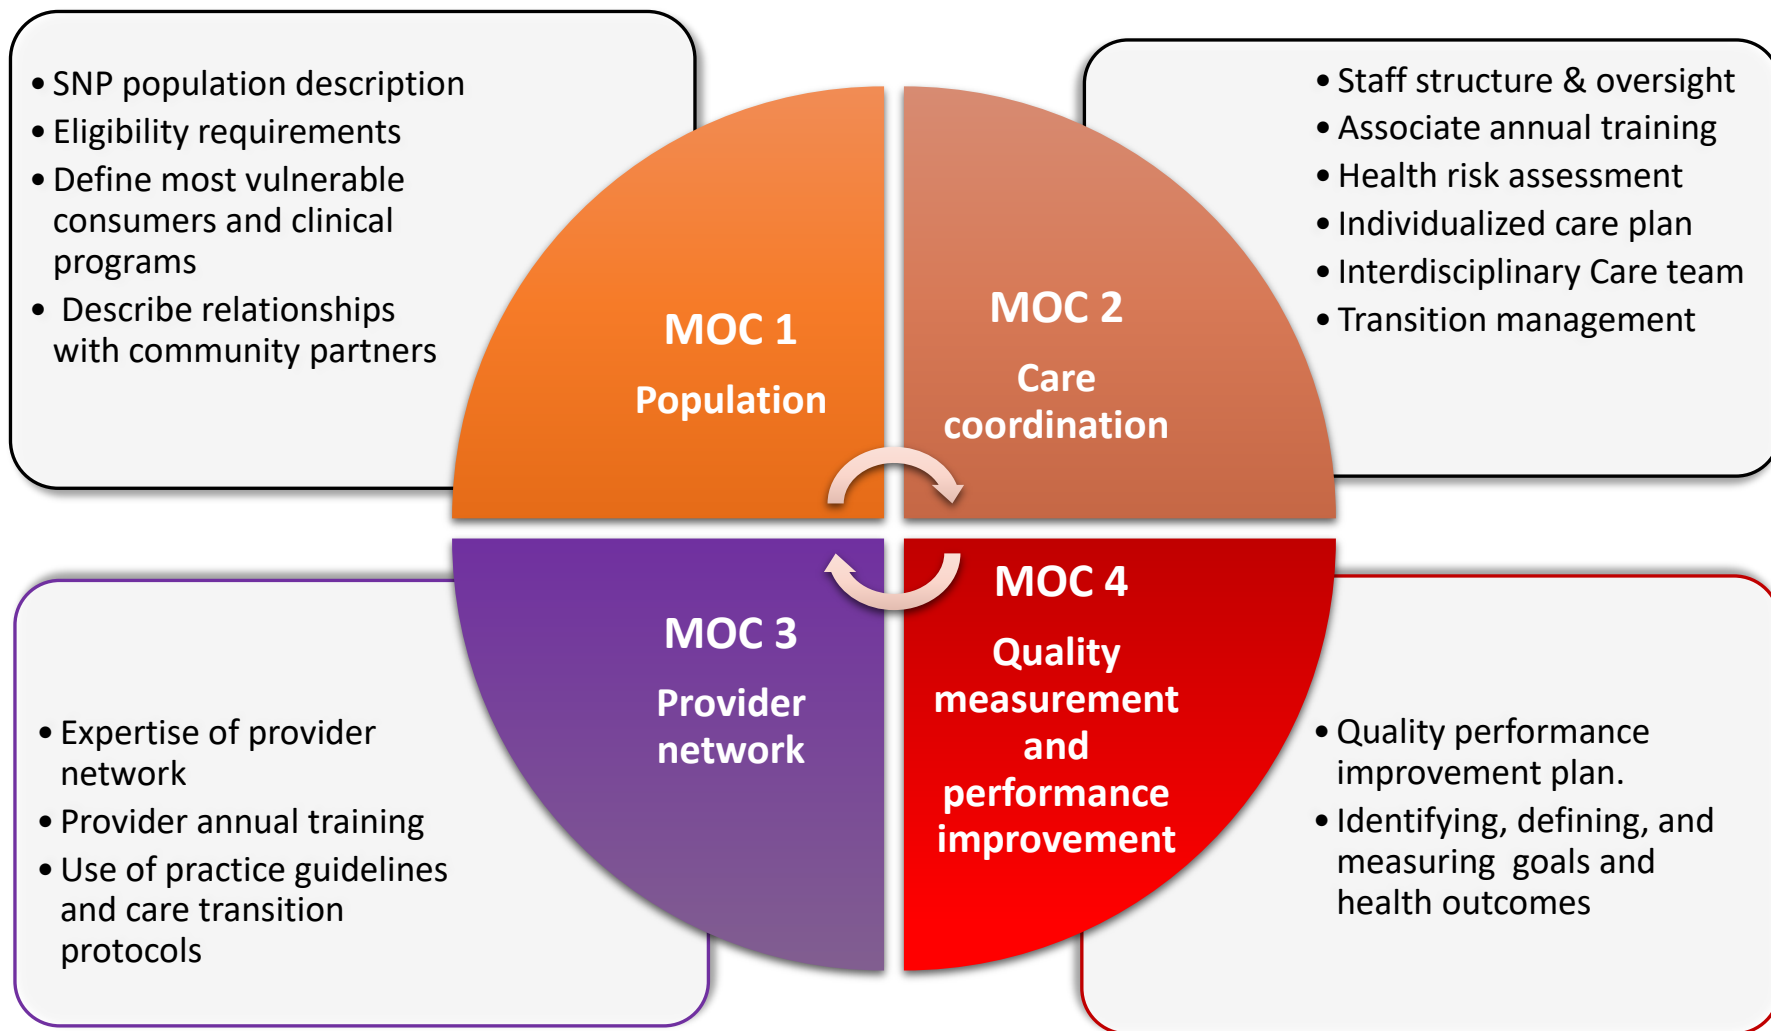 • SNP population description
• Eligibility requirements
• Define most vulnerable
consumers and clinical
programs
• Describe relationships
with community partners
MOC 1
Population
MOC 2
Care
coordination
• Staff structure & oversight
• Associate annual training
• Health risk assessment
• Individualized care plan
• Interdisciplinary Care team
• Transition management
• Expertise of provider
network
• Provider annual training
• Use of practice guidelines
and care transition
protocols
MOC 3
Provider
network
MOC 4
Quality
measurement
and
performance
improvement
• Quality performance
improvement plan.
• Identifying, defining, and
measuring  goals and
health outcomes